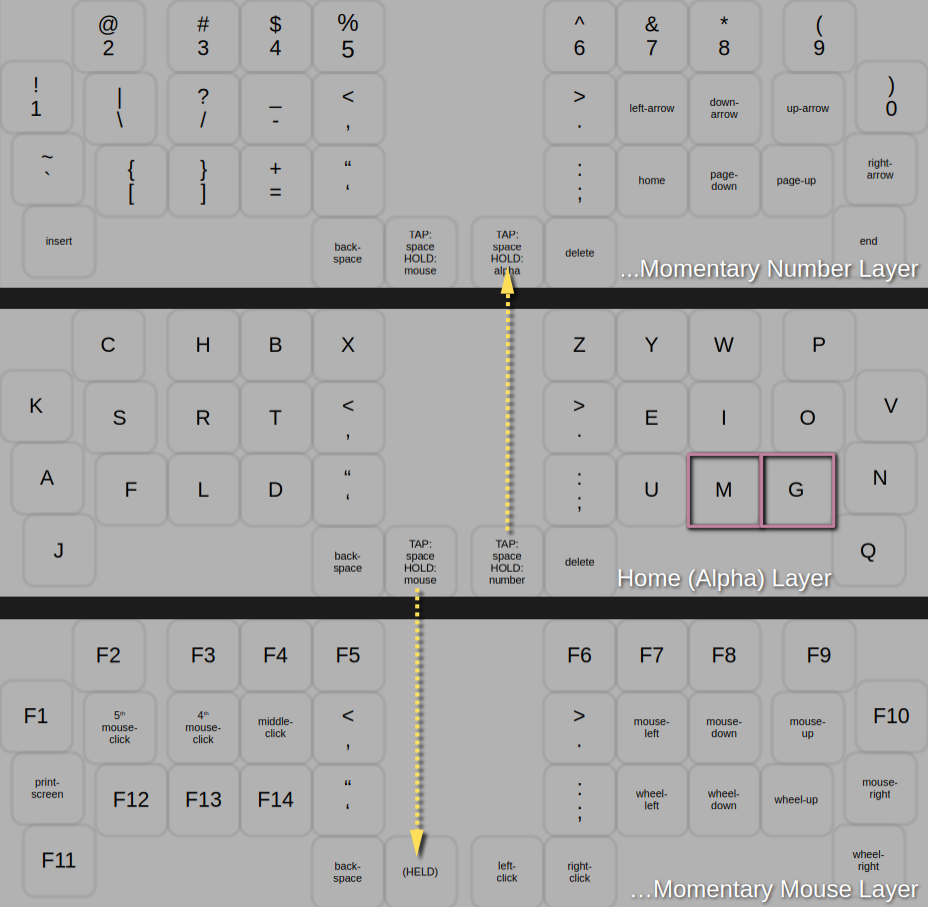 @ # $ % ^ & * (
2 3 4 5 6 7 8 9
! )
1 0
| ? _ < >
\ / - , .
left-arrow
down-
arrow
up-arrow
~
`
{ } + “ :
[ ] = ‘ ;
home
page-
down
page-up
right-
arrow
insert
back-
space
TAP:
space
HOLD:
mouse
TAP:
space
HOLD:
alpha
delete
end
...Momentary Number Layer
C H B X Z Y W P
K V
S R T < > E I O
, .
A N
F L D “ : U M G
‘ ;
J Q
back-
space
TAP:
space
HOLD:
mouse
TAP:
space
HOLD:
number
delete
Home (Alpha) Layer
F2 F3 F4 F5 F6 F7 F8 F9
F1 F10
5th
mouse-
click
4th
mouse-
click
middle-
click
< >
, .
mouse-
left
mouse-
down
mouse-
up
print-
screen
F12 F13 F14 “ :
‘ ;
wheel-
left
wheel-
down
wheel-up
mouse-
right
F11
back-
space
(HELD)
left-
click
right-
click
wheel-
right
...Momentary Mouse Layer